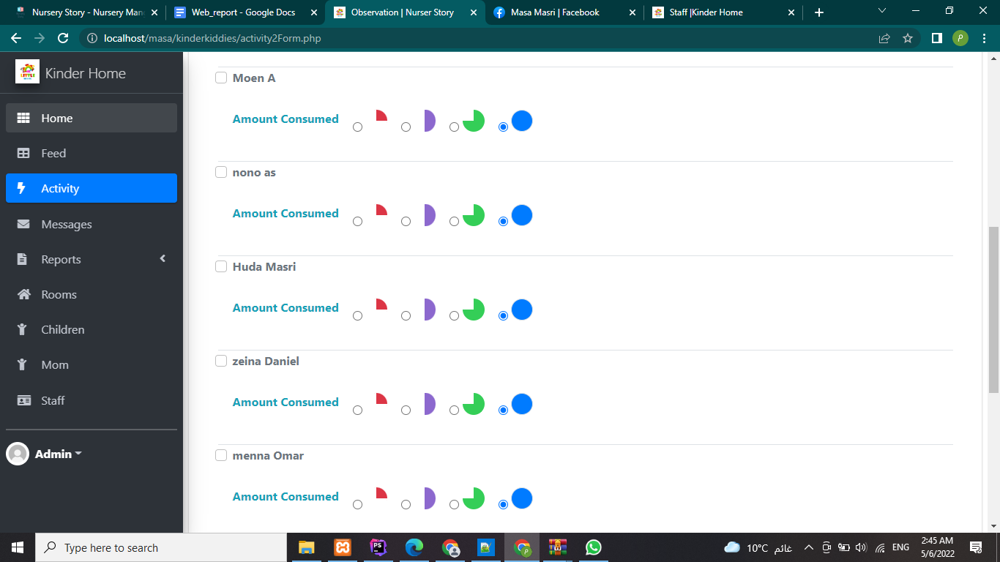 Nursery Story - Nursery Man
Web_report - Google Docs
Observation | Nurser Story
Masa Masri | Facebook
Staff |Kinder Home
localhost/masa/kinderkiddies/activity2Form.php
P
Kinder Home
Home
Feed
Activity
Messages
Reports
Rooms
Children
Mom
Staff
Admin
Moen A
Amount Consumed
nono as
Amount Consumed
Huda Masri
Amount Consumed
zeina Daniel
Amount Consumed
menna Omar
Amount Consumed
Type here to search
PS
10°C غائم
ENG
2:45 AM
5/6/2022